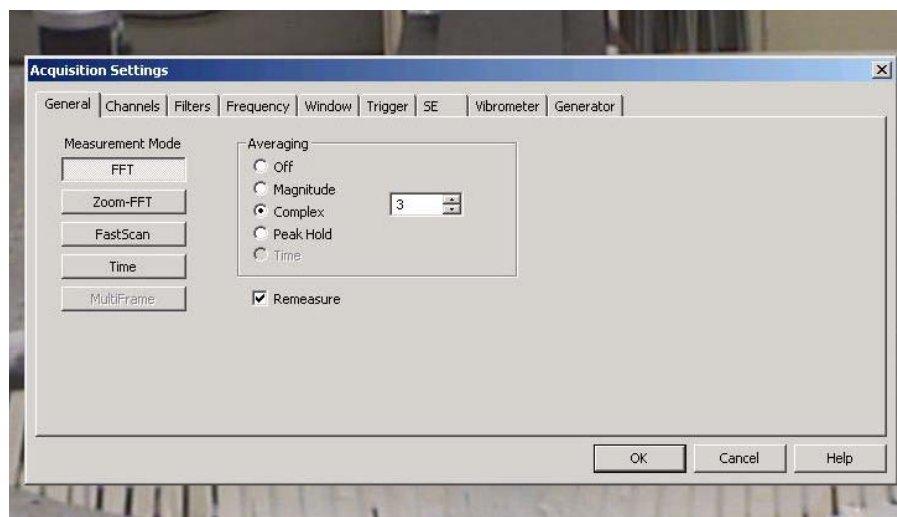 Acquisition Settings
General Channels Filters Frequency Window Trigger SE Vibrometer Generator
Measurement Mode
FFT
Zoom-FFT
FastScan
Time
MultiFrame
Averaging
Off
Magnitude
Complex
Peak Hold
Time
3
Remeasure
OK Cancel Help